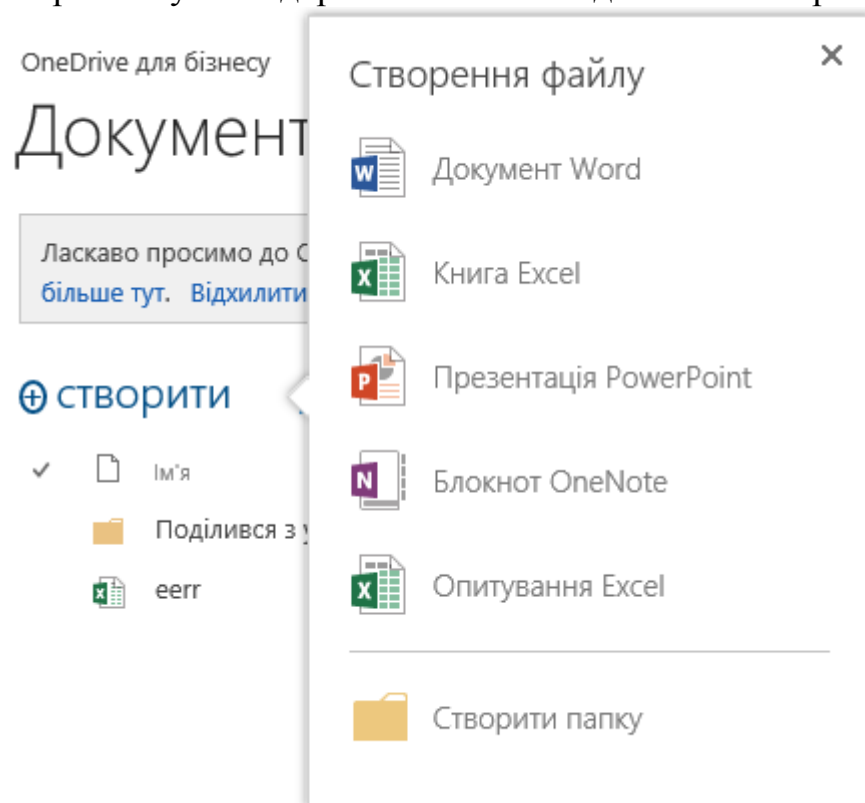 OneDrive для бізнесу
Документ
Ласкаво просимо до
більше тут. Відхилити
створити
Ім'я
Поділився з
eerr
Створення файлу
Документ Word
Книга Excel
Презентація PowerPoint
Блокнот OneNote
Опитування Excel
Створити папку